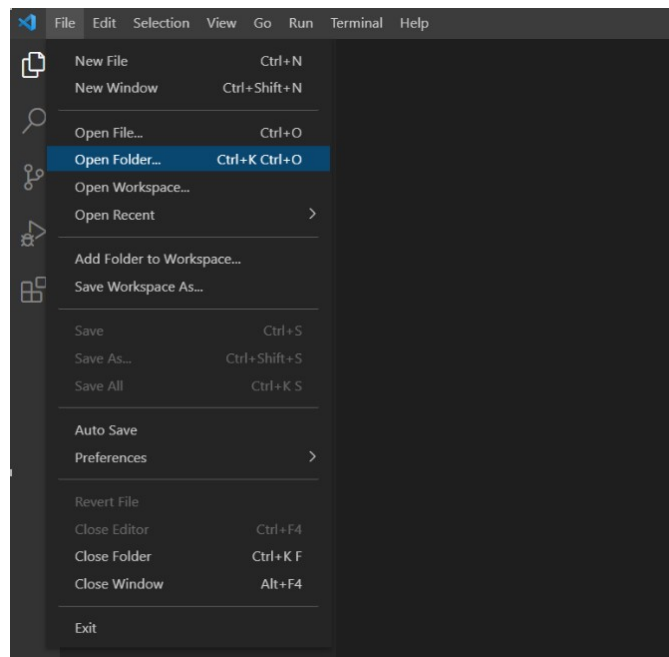 File Edit Selection View Go Run Terminal Help
New File Ctrl+N
New Window Ctrl+Shift+N
Open File... Ctrl+O
Open Folder... Ctrl+K Ctrl+O
Open Workspace...
Open Recent
Add Folder to Workspace...
Save Workspace As...
Save Ctrl+S
Save As... Ctrl+Shift+S
Save All Ctrl+K S
Auto Save
Preferences
Revert File
Close Editor Ctrl+F4
Close Folder Ctrl+K F
Close Window Alt+F4
Exit